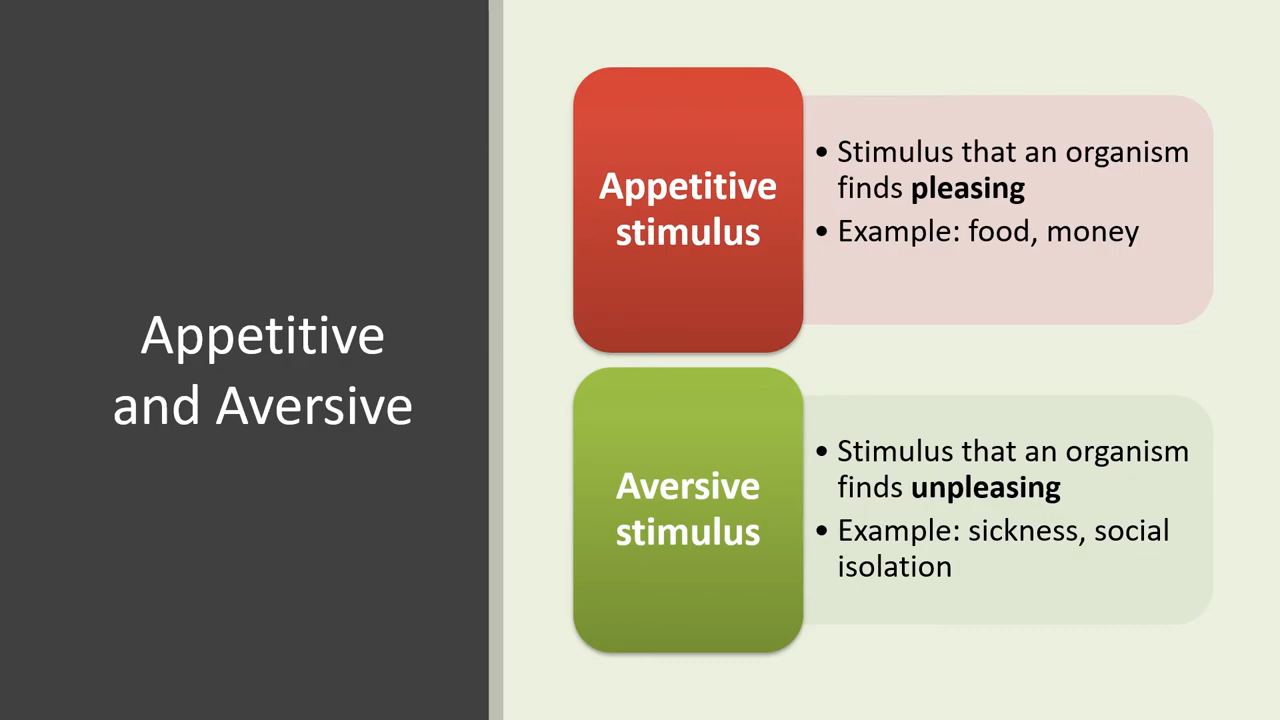 Appetitive
and Aversive
Appetitive
stimulus
• Stimulus that an organism
finds pleasing
• Example: food, money
Aversive
stimulus
• Stimulus that an organism
finds unpleasing
• Example: sickness, social
isolation